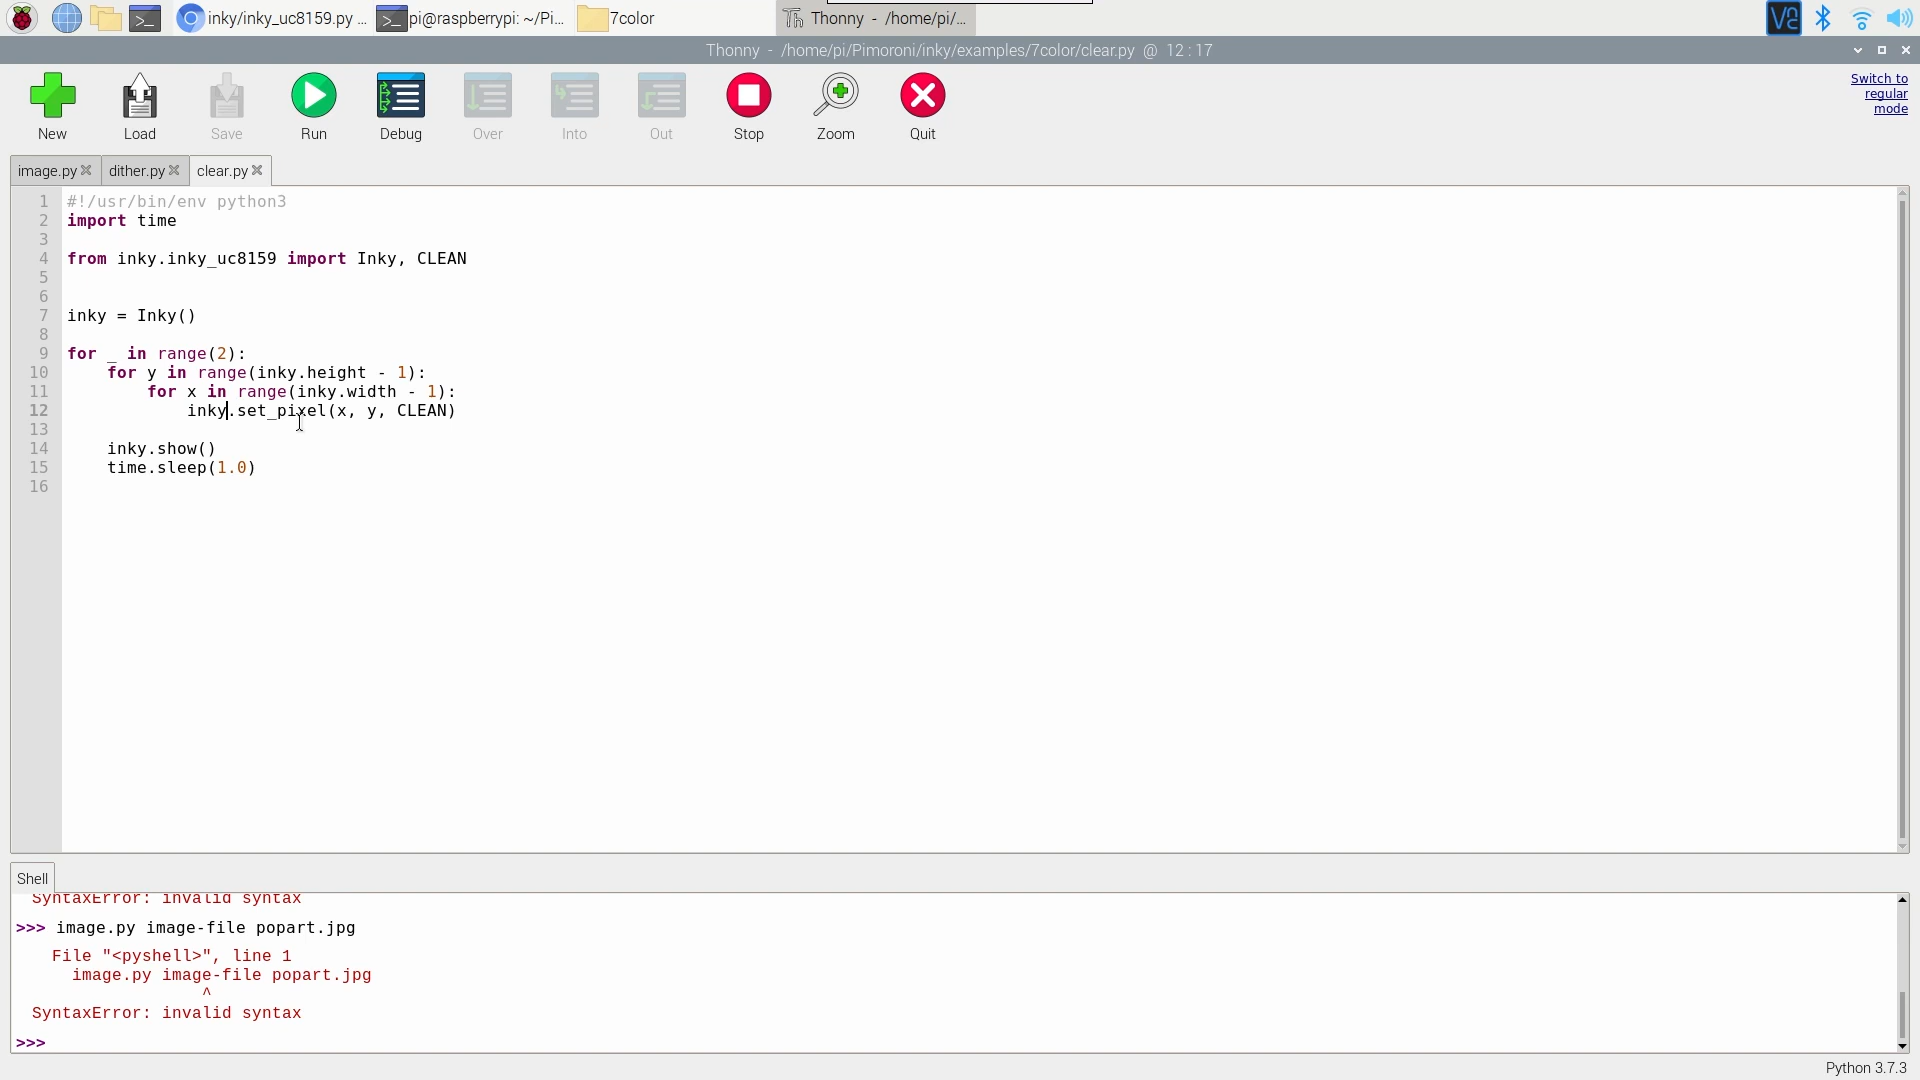 inky/inky_uc8159.py ... pi@raspberrypi: ~/Pi... 7color Thonny - /home/pi/...
Thonny - /home/pi/Pimoroni/inky/examples/7color/clear.py @ 12:17
New Load Save Run Debug Over Into Out Stop Zoom Quit
Switch to
regular
mode
image.py dither.py clear.py
1 #!/usr/bin/env python3
2 import time
3
4 from inky.inky_uc8159 import Inky, CLEAN
5
6
7 inky = Inky()
8
9 for _ in range(2):
10     for y in range(inky.height - 1):
11         for x in range(inky.width - 1):
12             inky.set_pixel(x, y, CLEAN)
13
14     inky.show()
15     time.sleep(1.0)
16
Shell
SyntaxError: invalid syntax
>>> image.py image-file popart.jpg
File "<pyshell>", line 1
image.py image-file popart.jpg
^
SyntaxError: invalid syntax
>>>
Python 3.7.3